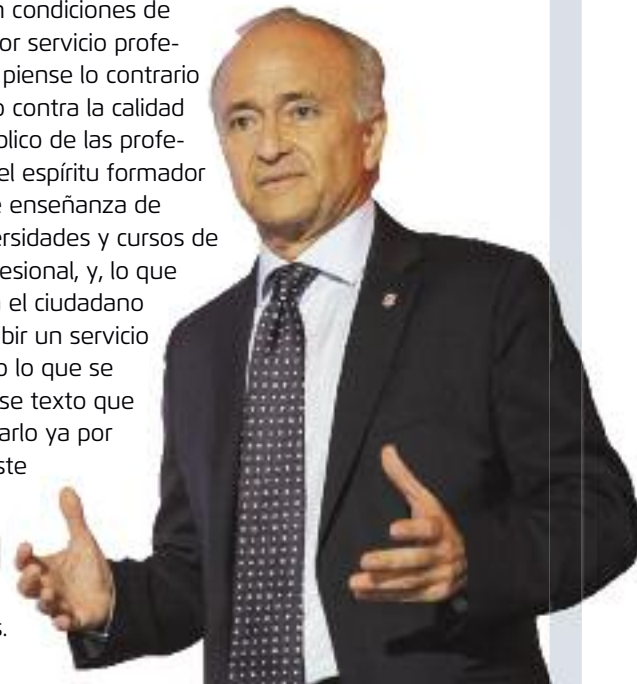 n condiciones de
or servicio profe-
piense lo contrario
o contra la calidad
blico de las profe-
el espíritu formador
e enseñanza de
ersidades y cursos de
esional, y, lo que
el ciudadano
bir un servicio
o lo que se
se texto que
arlo ya por
ste
s.